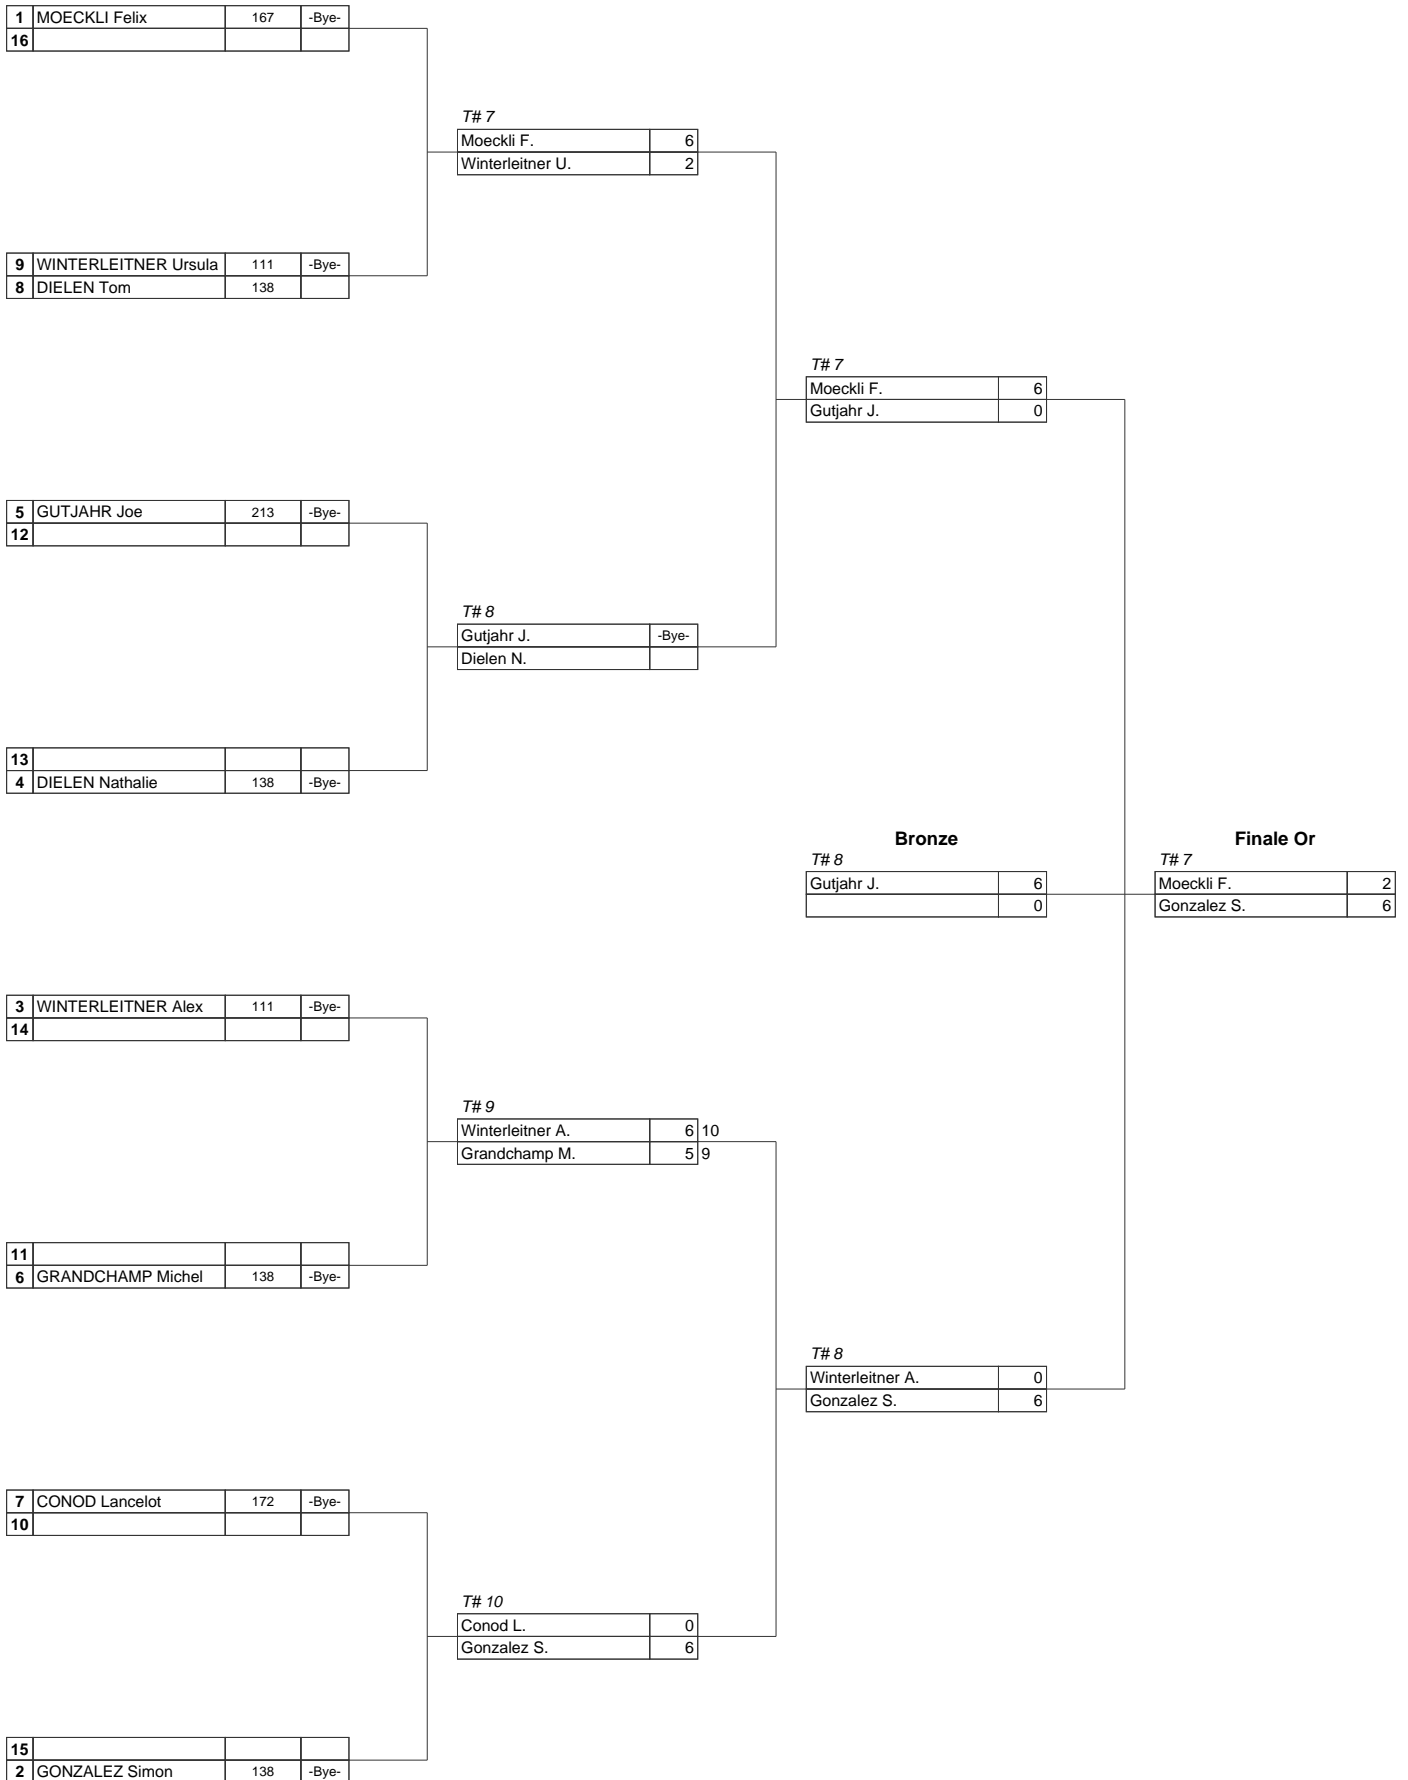 1 MOECKLI Felix 167 -Bye-
16
T# 7
Moeckli F. 6
Winterleitner U. 2
9 WINTERLEITNER Ursula 111 -Bye-
8 DIELEN Tom 138
T# 7
Moeckli F. 6
Gutjahr J. 0
5 GUTJAHR Joe 213 -Bye-
12
T# 8
Gutjahr J. -Bye-
Dielen N.
13
4 DIELEN Nathalie 138 -Bye-
Bronze
T# 8
Gutjahr J. 6
0
Finale Or
T# 7
Moeckli F. 2
Gonzalez S. 6
3 WINTERLEITNER Alex 111 -Bye-
14
T# 9
Winterleitner A. 6 10
Grandchamp M. 5 9
11
6 GRANDCHAMP Michel 138 -Bye-
T# 8
Winterleitner A. 0
Gonzalez S. 6
7 CONOD Lancelot 172 -Bye-
10
T# 10
Conod L. 0
Gonzalez S. 6
15
2 GONZALEZ Simon 138 -Bye-